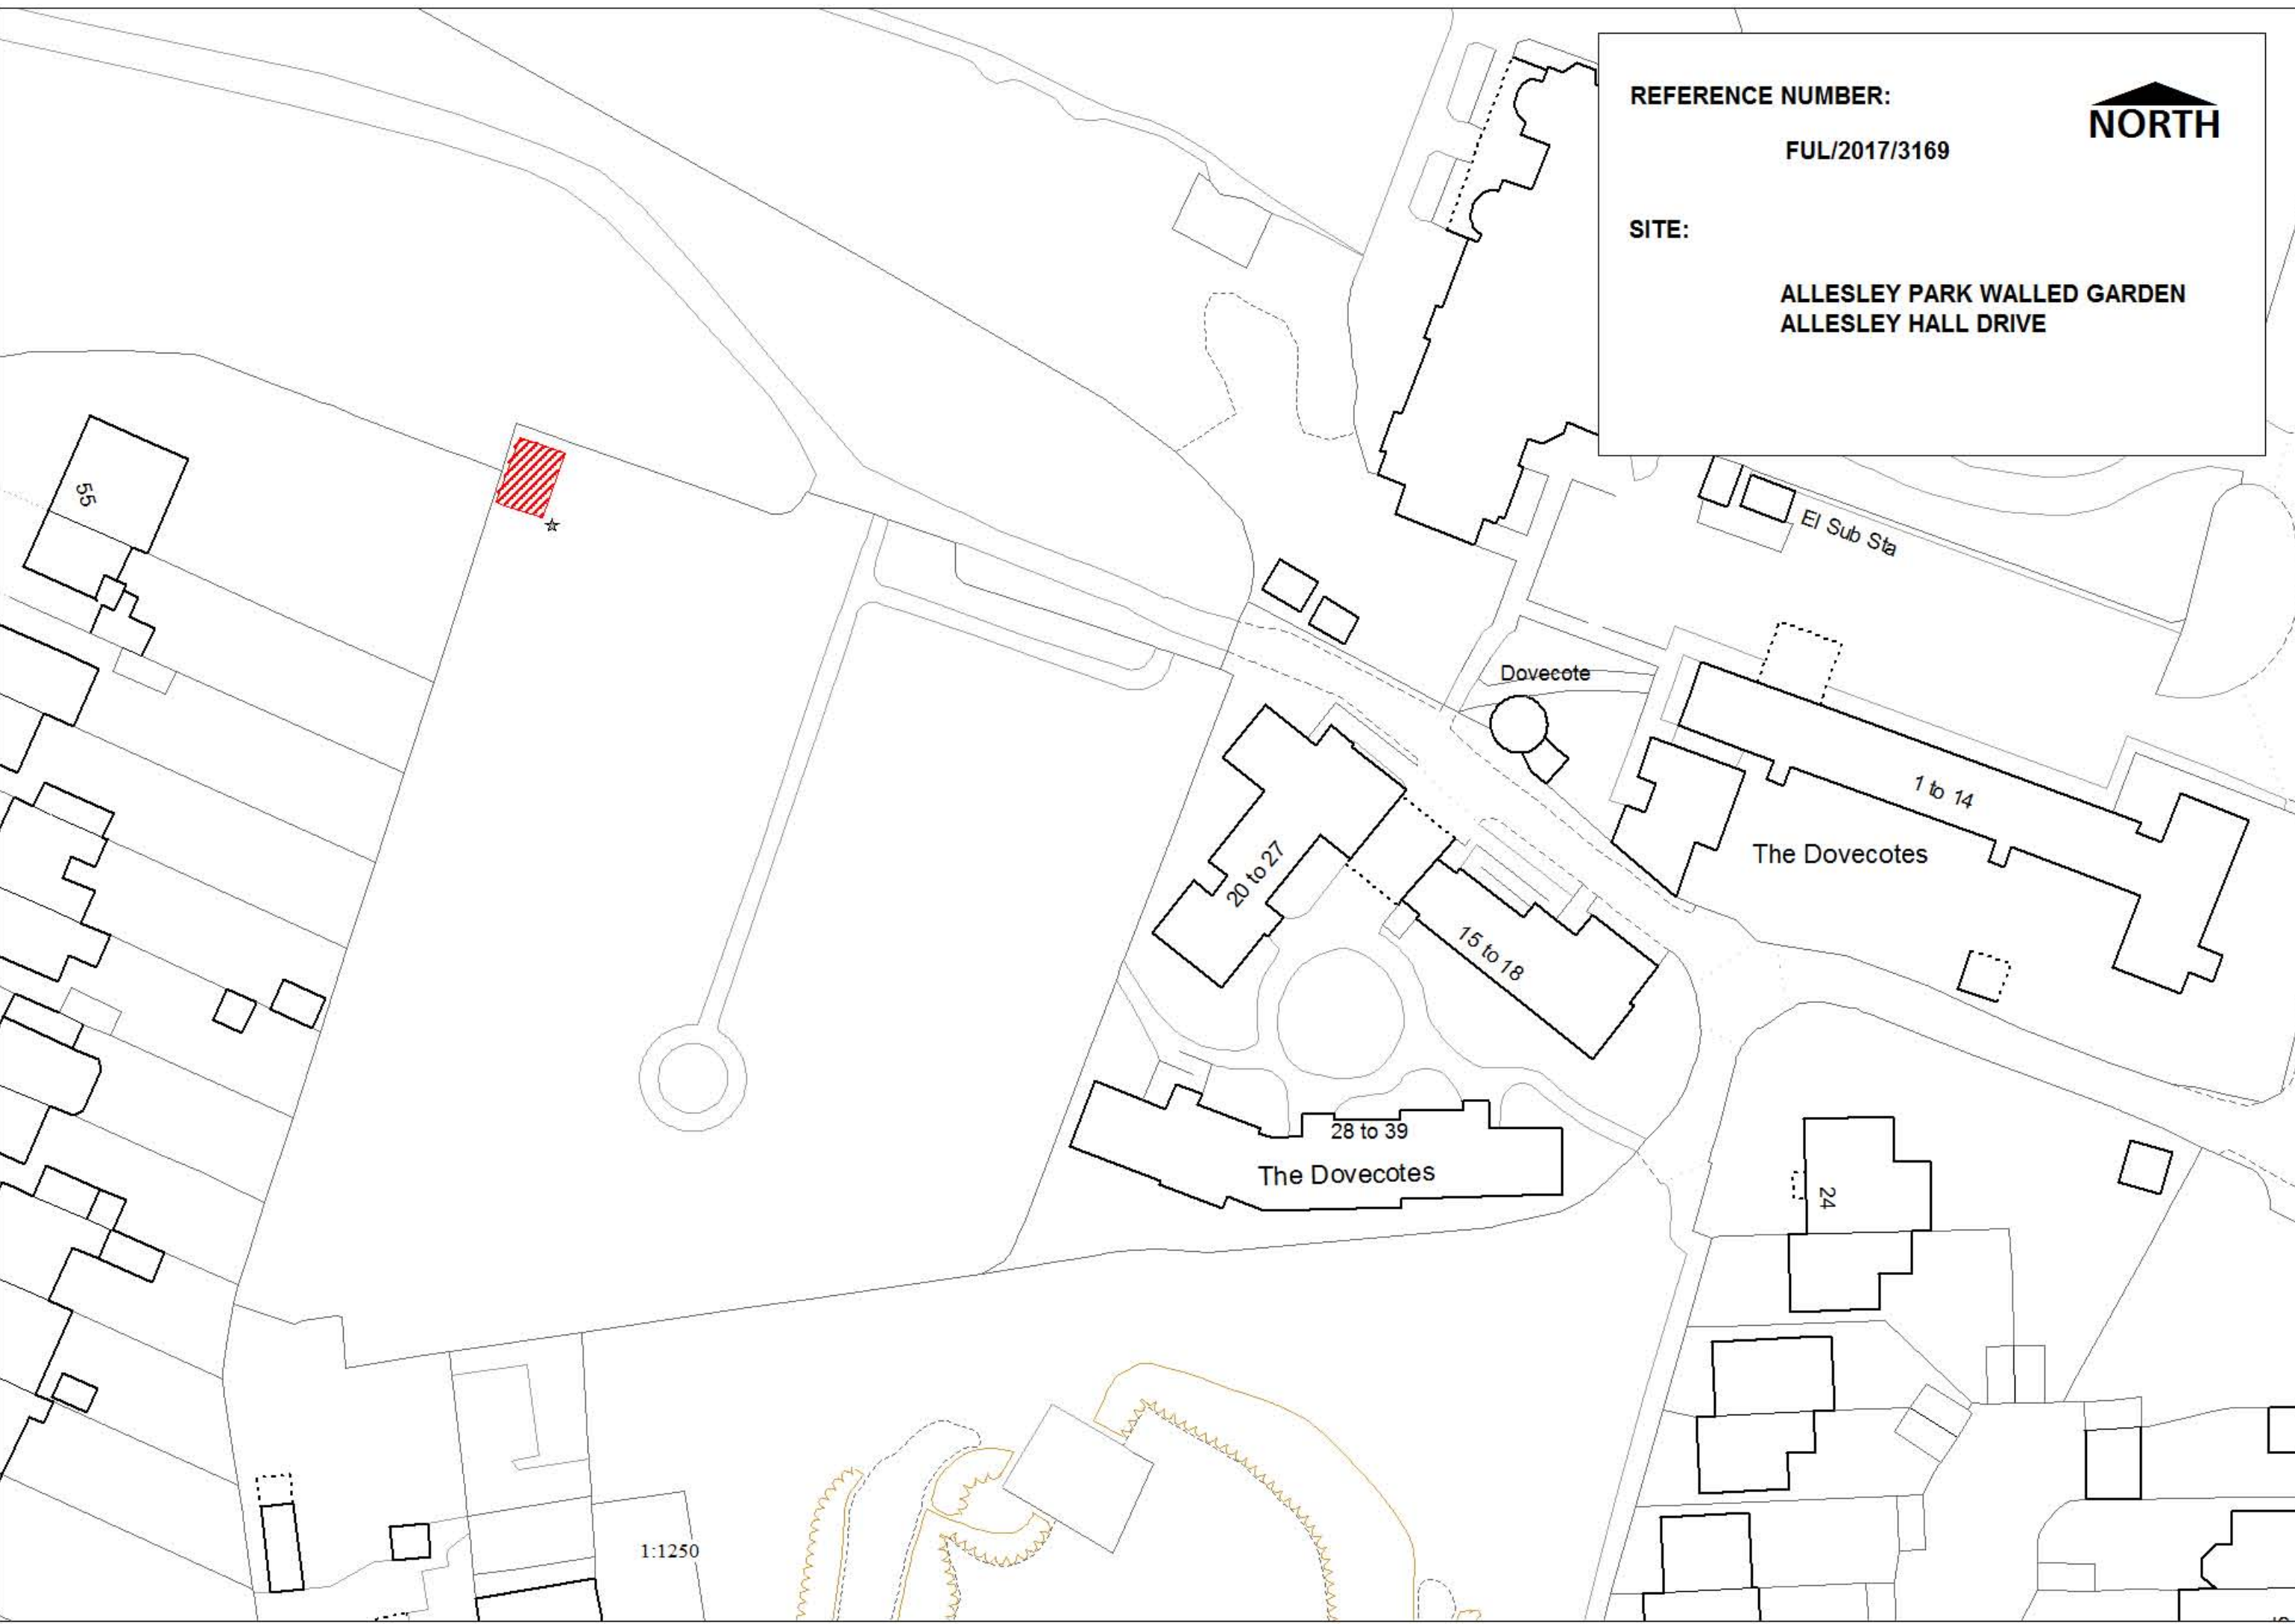 REFERENCE NUMBER:
NORTH
FUL/2017/3169
SITE:
ALLESLEY PARK WALLED GARDEN
ALLESLEY HALL DRIVE
55
El Sub Sta
Dovecote
1 to 14
The Dovecotes
20 to 27
15 to 18
28 to 39
The Dovecotes
24
1:1250